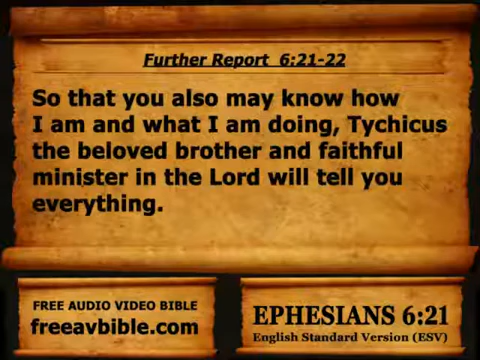 Further Report 6:21-22
So that you also may know how
I am and what I am doing, Tychicus
the beloved brother and faithful
minister in the Lord will tell you
everything.
FREE AUDIO VIDEO BIBLE
freeavbible.com
EPHESIANS 6:21
English Standard Version (ESV)